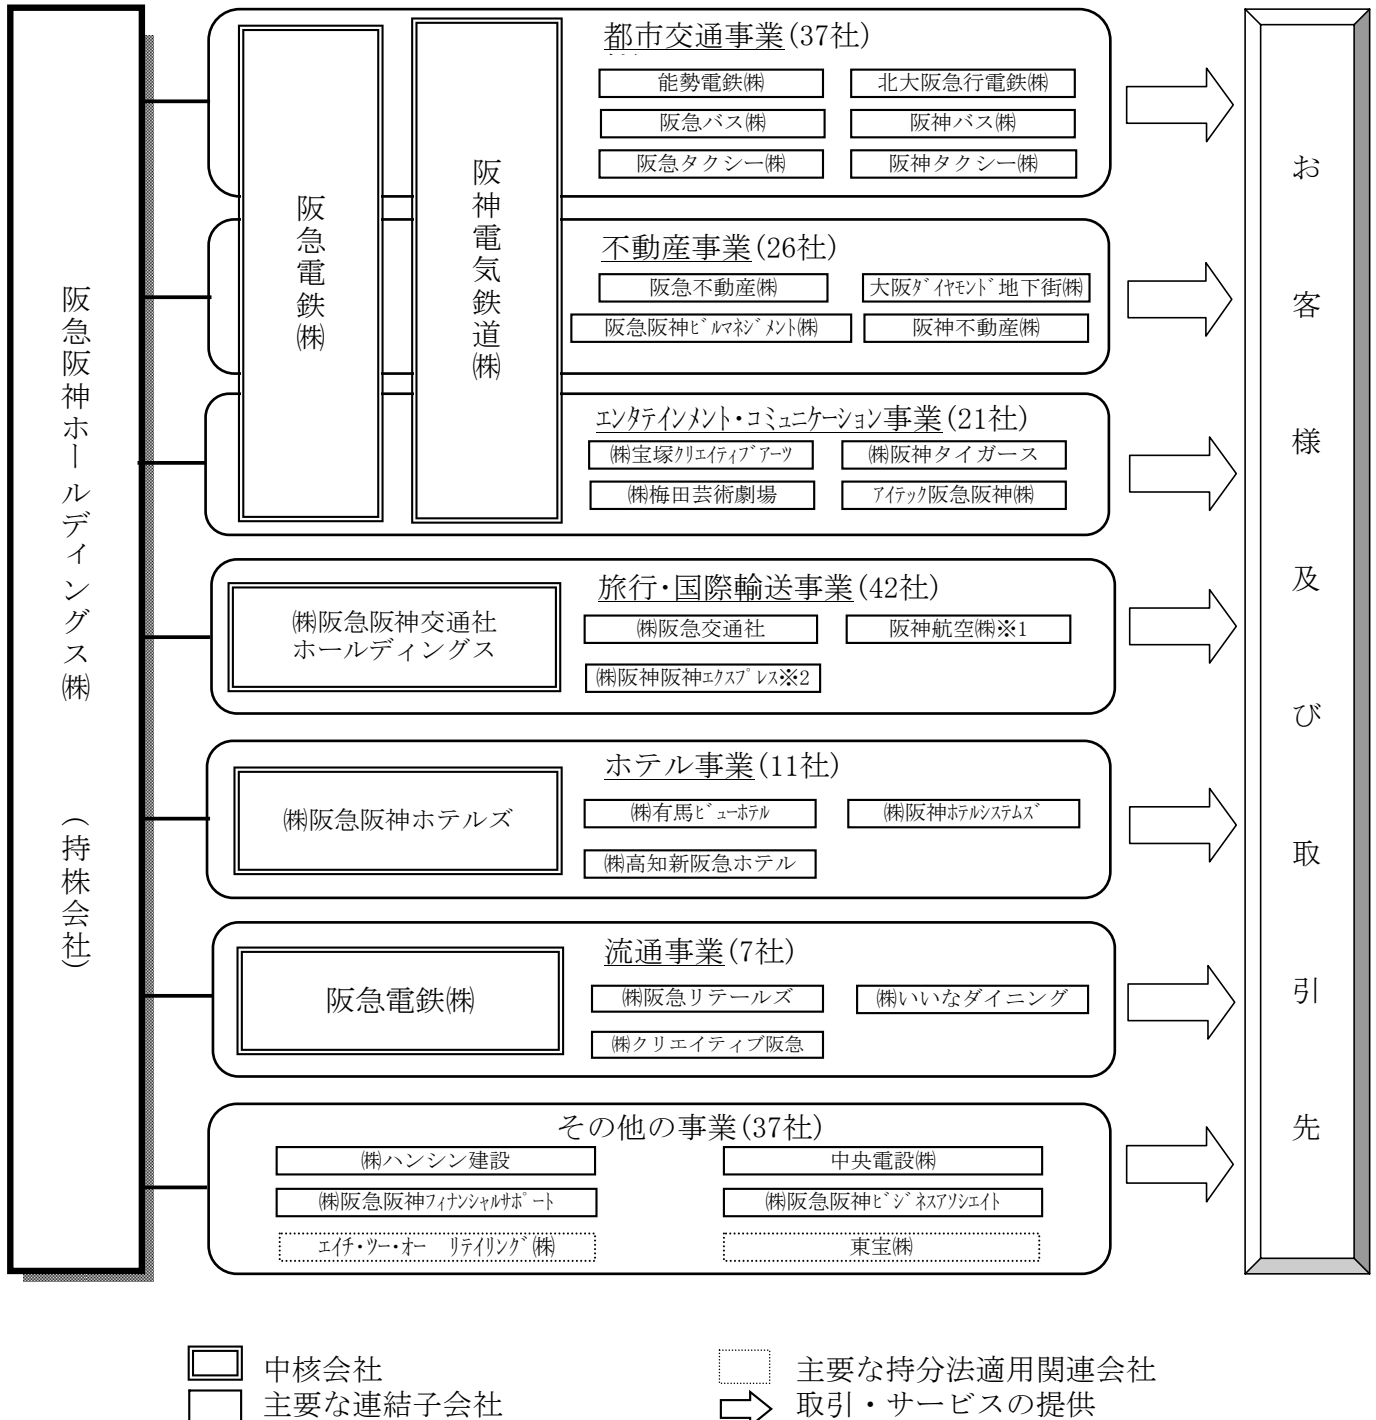 阪急阪神ホールディングス㈱　（持株会社）
阪急電鉄㈱
阪神電気鉄道㈱
都市交通事業(37社)
能勢電鉄㈱
北大阪急行電鉄㈱
阪急バス㈱
阪神バス㈱
阪急タクシー㈱
阪神タクシー㈱
不動産事業(26社)
阪急不動産㈱
大阪ﾀﾞｲﾔﾓﾝﾄﾞ地下街㈱
阪急阪神ﾋﾞﾙﾏﾈｼﾞﾒﾝﾄ㈱
阪神不動産㈱
ｴﾝﾀﾃｲﾝﾒﾝﾄ・ｺﾐｭﾆｹｰｼｮﾝ事業(21社)
㈱宝塚ｸﾘｴｲﾃｨﾌﾞｱｰﾂ
㈱阪神タイガース
㈱梅田芸術劇場
ｱｲﾃｯｸ阪急阪神㈱
旅行・国際輸送事業(42社)
㈱阪急阪神交通社
ホールディングス
㈱阪急交通社
阪神航空㈱※1
㈱阪神阪神ｴｸｽﾌﾟﾚｽ※2
ホテル事業(11社)
㈱阪急阪神ホテルズ
㈱有馬ﾋﾞｭｰﾎﾃﾙ
㈱阪神ﾎﾃﾙｼｽﾃﾑｽﾞ
㈱高知新阪急ホテル
流通事業(7社)
阪急電鉄㈱
㈱阪急リテールズ
㈱いいなダイニング
㈱クリエイティブ阪急
その他の事業(37社)
㈱ハンシン建設
中央電設㈱
㈱阪急阪神ﾌｨﾅﾝｼｬﾙｻﾎﾟｰﾄ
㈱阪急阪神ﾋﾞｼﾞﾈｽｱｿｼｴｲﾄ
ｴｲﾁ・ﾂｰ・ｵｰ　ﾘﾃｲﾘﾝｸﾞ㈱
東宝㈱
お客様及び取引先
中核会社
主要な持分法適用関連会社
主要な連結子会社
取引・サービスの提供